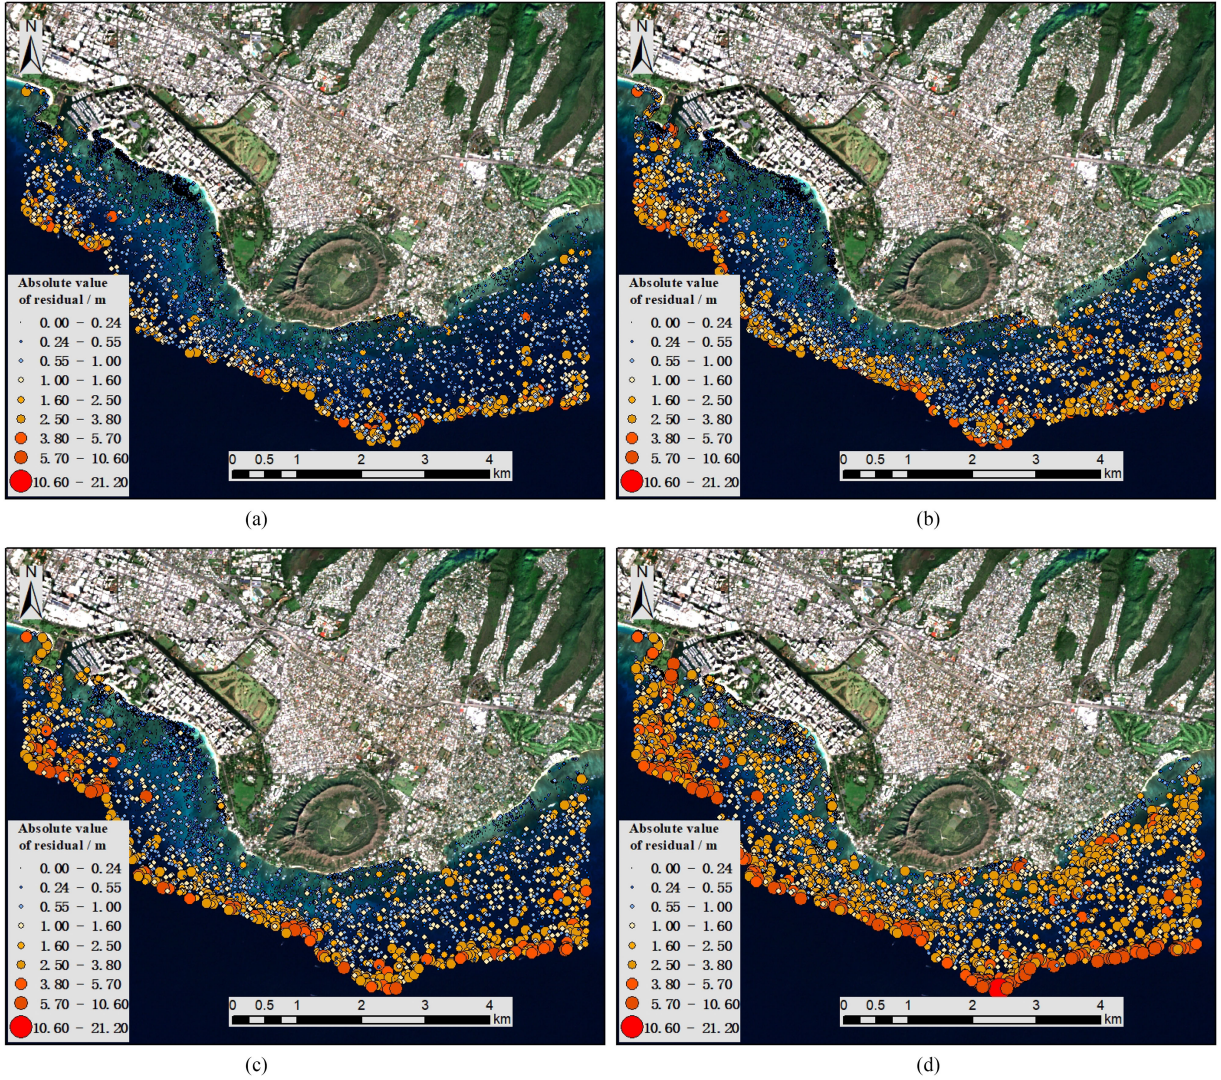 N
Absolute value
of residual / m
0.00 - 0.24
0.24 - 0.55
0.55 - 1.00
1.00 - 1.60
1.60 - 2.50
2.50 - 3.80
3.80 - 5.70
5.70 - 10.60
10.60 - 21.20
0 0.5 1 2 3 4
km
(a)
N
Absolute value
of residual / m
0.00 - 0.24
0.24 - 0.55
0.55 - 1.00
1.00 - 1.60
1.60 - 2.50
2.50 - 3.80
3.80 - 5.70
5.70 - 10.60
10.60 - 21.20
0 0.5 1 2 3 4
km
(b)
N
Absolute value
of residual / m
0.00 - 0.24
0.24 - 0.55
0.55 - 1.00
1.00 - 1.60
1.60 - 2.50
2.50 - 3.80
3.80 - 5.70
5.70 - 10.60
10.60 - 21.20
0 0.5 1 2 3 4
km
(c)
N
Absolute value
of residual / m
0.00 - 0.24
0.24 - 0.55
0.55 - 1.00
1.00 - 1.60
1.60 - 2.50
2.50 - 3.80
3.80 - 5.70
5.70 - 10.60
10.60 - 21.20
0 0.5 1 2 3 4
km
(d)